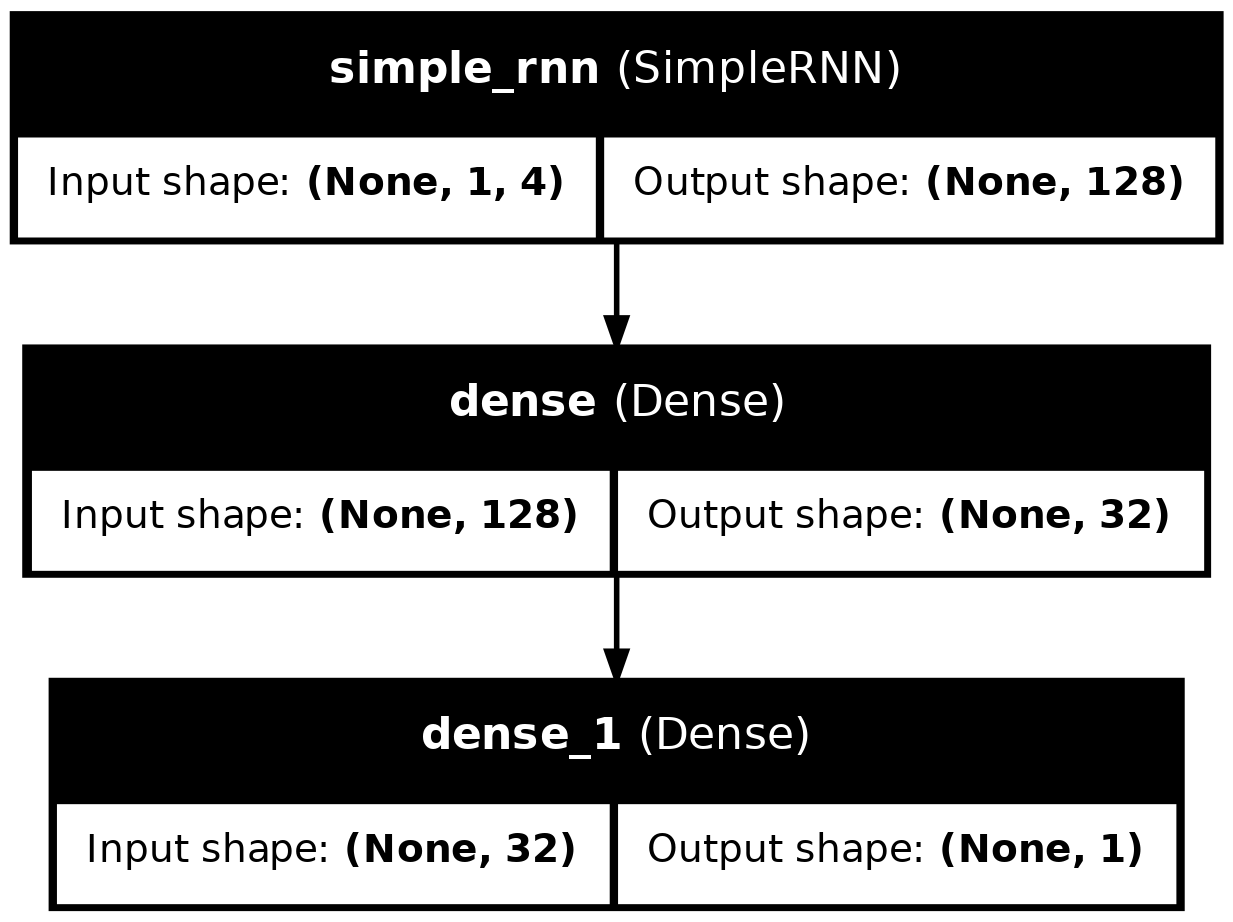 simple_rnn (SimpleRNN)
Input shape: (None, 1, 4) Output shape: (None, 128)
dense (Dense)
Input shape: (None, 128) Output shape: (None, 32)
dense_1 (Dense)
Input shape: (None, 32) Output shape: (None, 1)